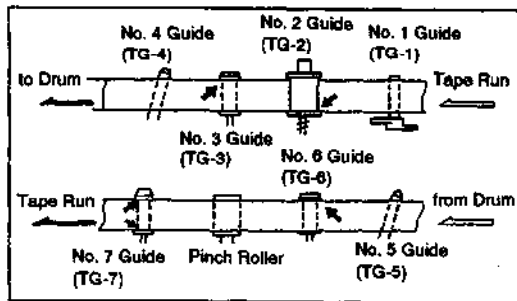 No. 4 Guide
(TG-4)
No. 2 Guide
(TG-2)
No. 1 Guide
(TG-1)
to Drum
Tape Run
No. 3 Guide
(TG-3)
No. 6 Guide
(TG-6)
Tape Run
from Drum
No. 7 Guide
(TG-7)
Pinch Roller
No. 5 Guide
(TG-5)